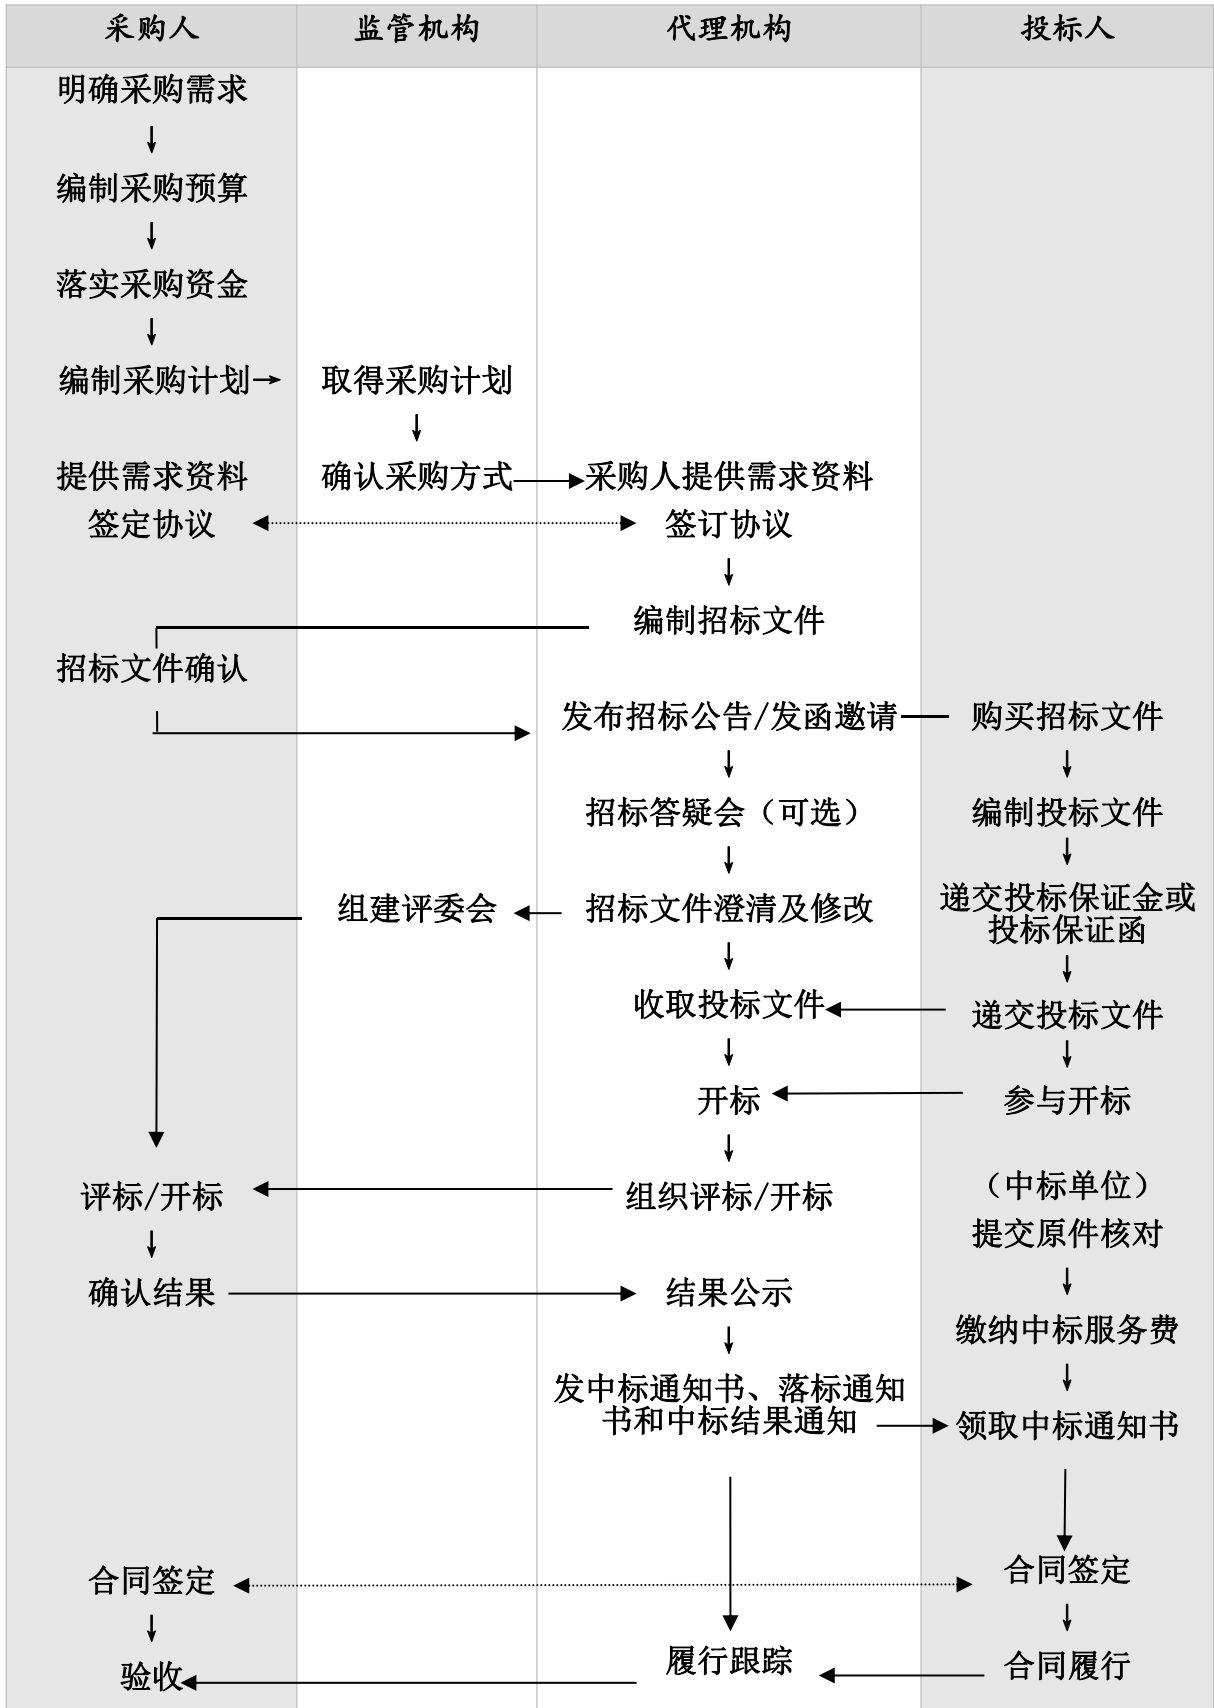 采购人 监管机构 代理机构 投标人
明确采购需求
编制采购预算
落实采购资金
编制采购计划 取得采购计划
提供需求资料 确认采购方式 采购人提供需求资料
签定协议 签订协议
编制招标文件
招标文件确认
发布招标公告/发函邀请 购买招标文件
招标答疑会（可选） 编制投标文件
组建评委会 招标文件澄清及修改 递交投标保证金或
投标保证函
收取投标文件 递交投标文件
开标 参与开标
评标/开标 组织评标/开标 （中标单位）
提交原件核对
确认结果 结果公示
缴纳中标服务费
发中标通知书、落标通知
书和中标结果通知 领取中标通知书
合同签定 合同签定
验收 履行跟踪 合同履行